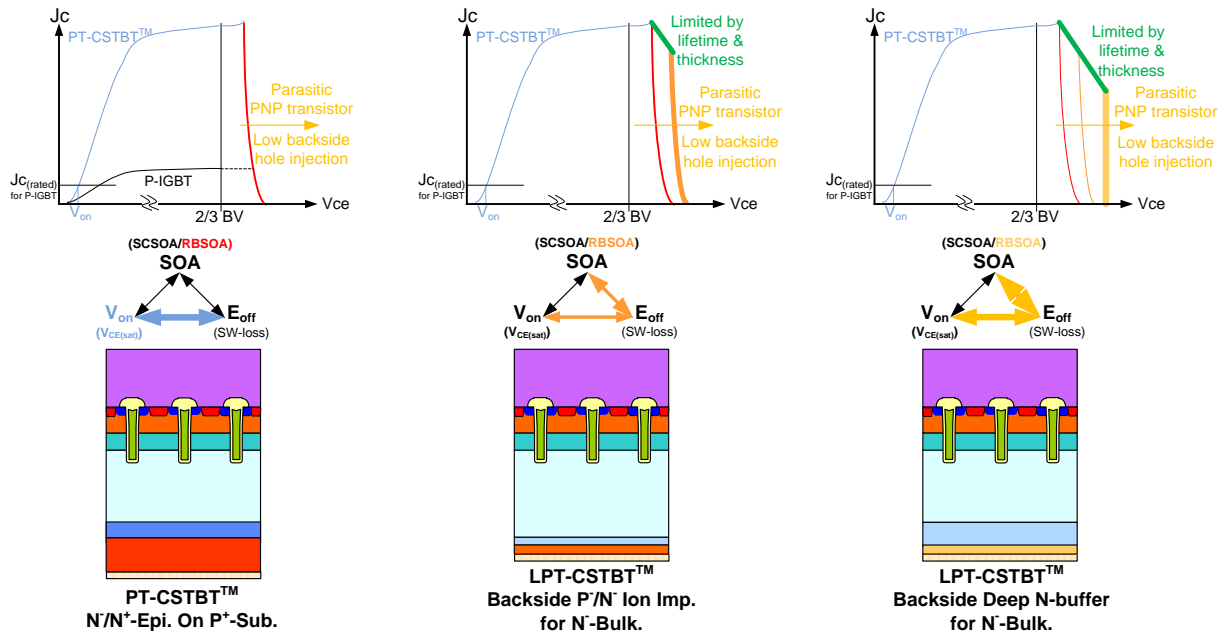 Jc
PT-CSTBT™
Parasitic
PNP transistor
Low backside
hole injection
P-IGBT
Jc(rated)
for P-IGBT
Von
2/3 BV
Vce
(SCSOA/RBSOA)
SOA
Von
(VCE(sat))
Eoff
(SW-loss)
PT-CSTBT™
N⁻/N⁺-Epi. On P⁺-Sub.
Jc
PT-CSTBT™
Limited by
lifetime &
thickness
Parasitic
PNP transistor
Low backside
hole injection
Jc(rated)
for P-IGBT
Von
2/3 BV
Vce
(SCSOA/RBSOA)
SOA
Von
(VCE(sat))
Eoff
(SW-loss)
LPT-CSTBT™
Backside P⁻/N⁻ Ion Imp.
for N⁻-Bulk.
Jc
PT-CSTBT™
Limited by
lifetime &
thickness
Parasitic
PNP transistor
Low backside
hole injection
Jc(rated)
for P-IGBT
Von
2/3 BV
Vce
(SCSOA/RBSOA)
SOA
Von
(VCE(sat))
Eoff
(SW-loss)
LPT-CSTBT™
Backside Deep N-buffer
for N⁻-Bulk.